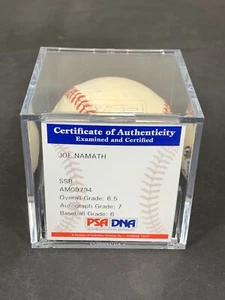 Certificate of Authenticity
Examined and Certified
JOE NAMATH
SSB
AM09794
Overall Grade: 6.5
Autograph Grade: 7
Baseball Grade: 6
PSA DNA